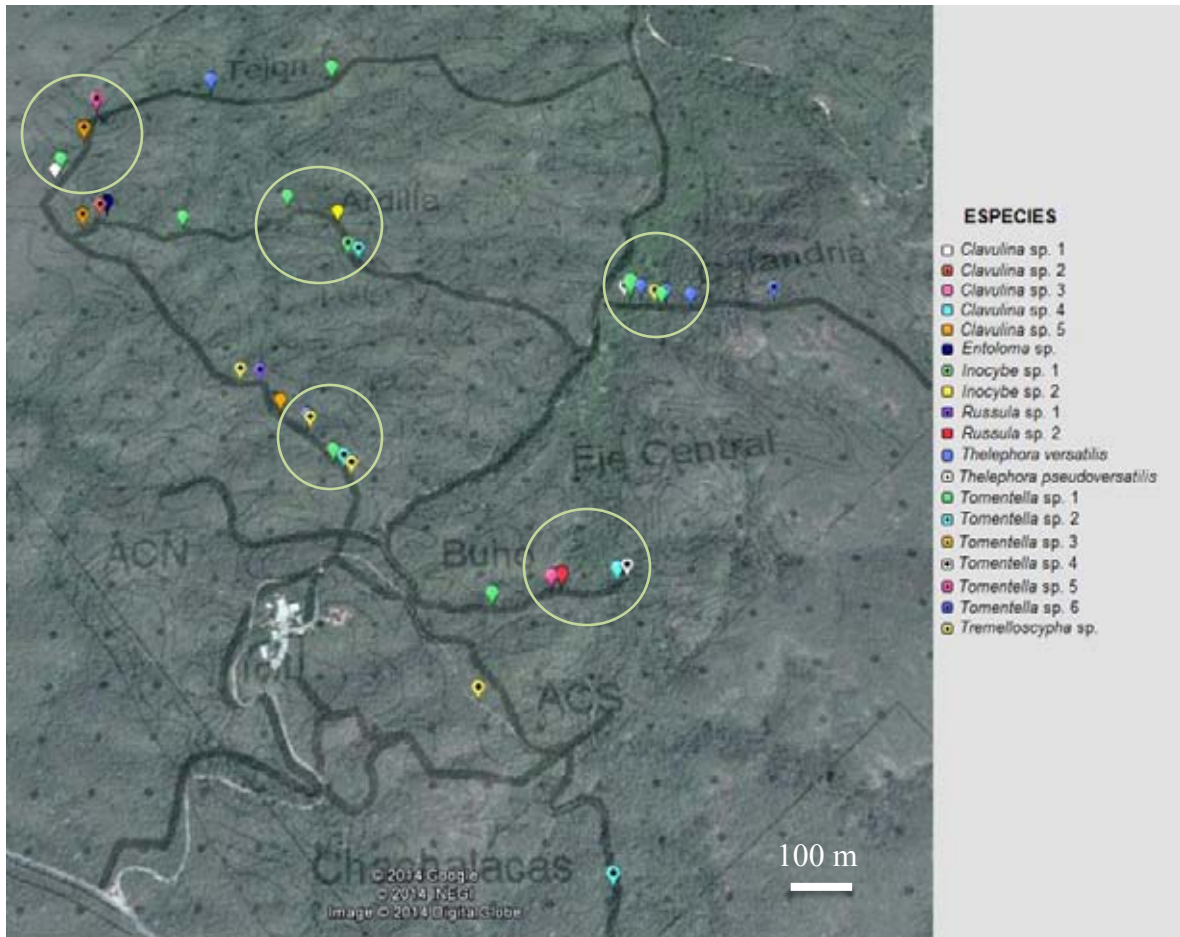 Tejon
Ardilla
Calandria
Eje Central
ACN
Buho
ACS
Chachalacas
© 2014 Google
© 2014 INEGI
Image © 2014 DigitalGlobe
100 m
ESPECIES
Clavulina sp. 1
Clavulina sp. 2
Clavulina sp. 3
Clavulina sp. 4
Clavulina sp. 5
Entoloma sp.
Inocybe sp. 1
Inocybe sp. 2
Russula sp. 1
Russula sp. 2
Thelephora versatilis
Thelephora pseudoversatilis
Tomentella sp. 1
Tomentella sp. 2
Tomentella sp. 3
Tomentella sp. 4
Tomentella sp. 5
Tomentella sp. 6
Tremelloscypha sp.